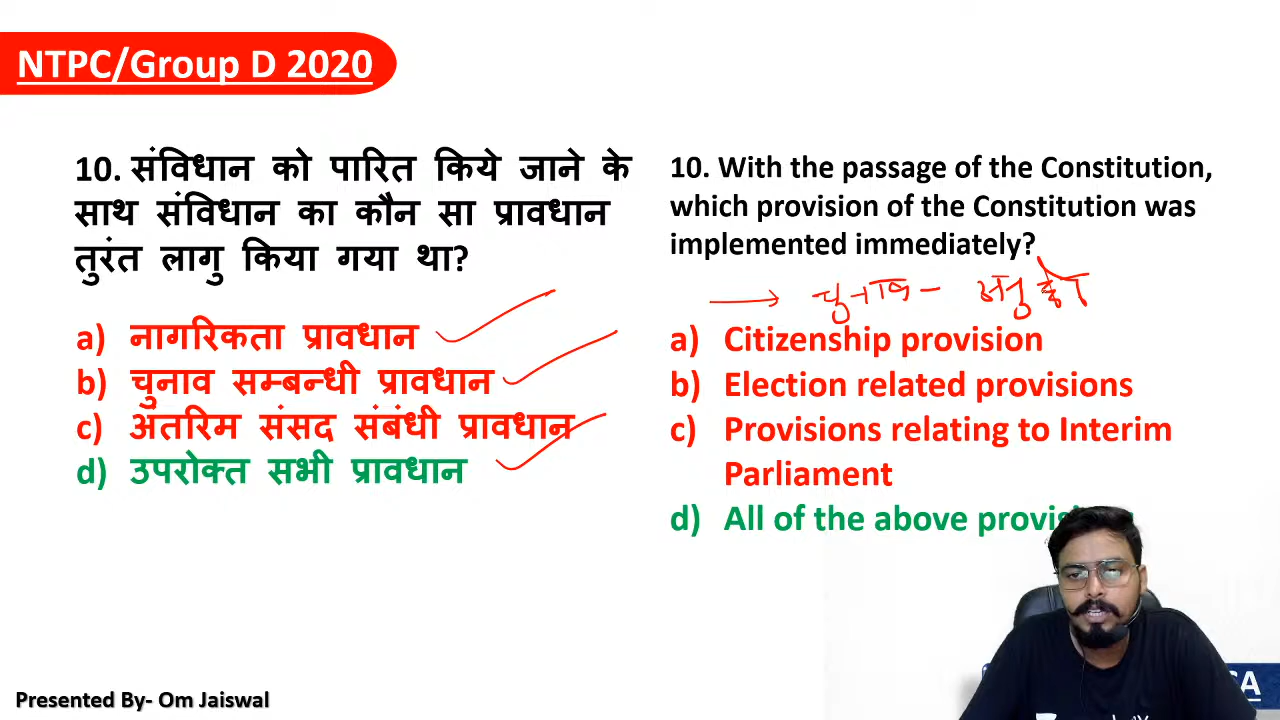 NTPC/Group D 2020
10. संविधान को पारित किये जाने के
साथ संविधान का कौन सा प्रावधान
तुरंत लागु किया गया था?
a) नागरिकता प्रावधान
b) चुनाव सम्बन्धी प्रावधान
c) अंतरिम संसद संबंधी प्रावधान
d) उपरोक्त सभी प्रावधान
10. With the passage of the Constitution,
which provision of the Constitution was
implemented immediately?
a) Citizenship provision
b) Election related provisions
c) Provisions relating to Interim
Parliament
d) All of the above
Presented By- Om Jaiswal